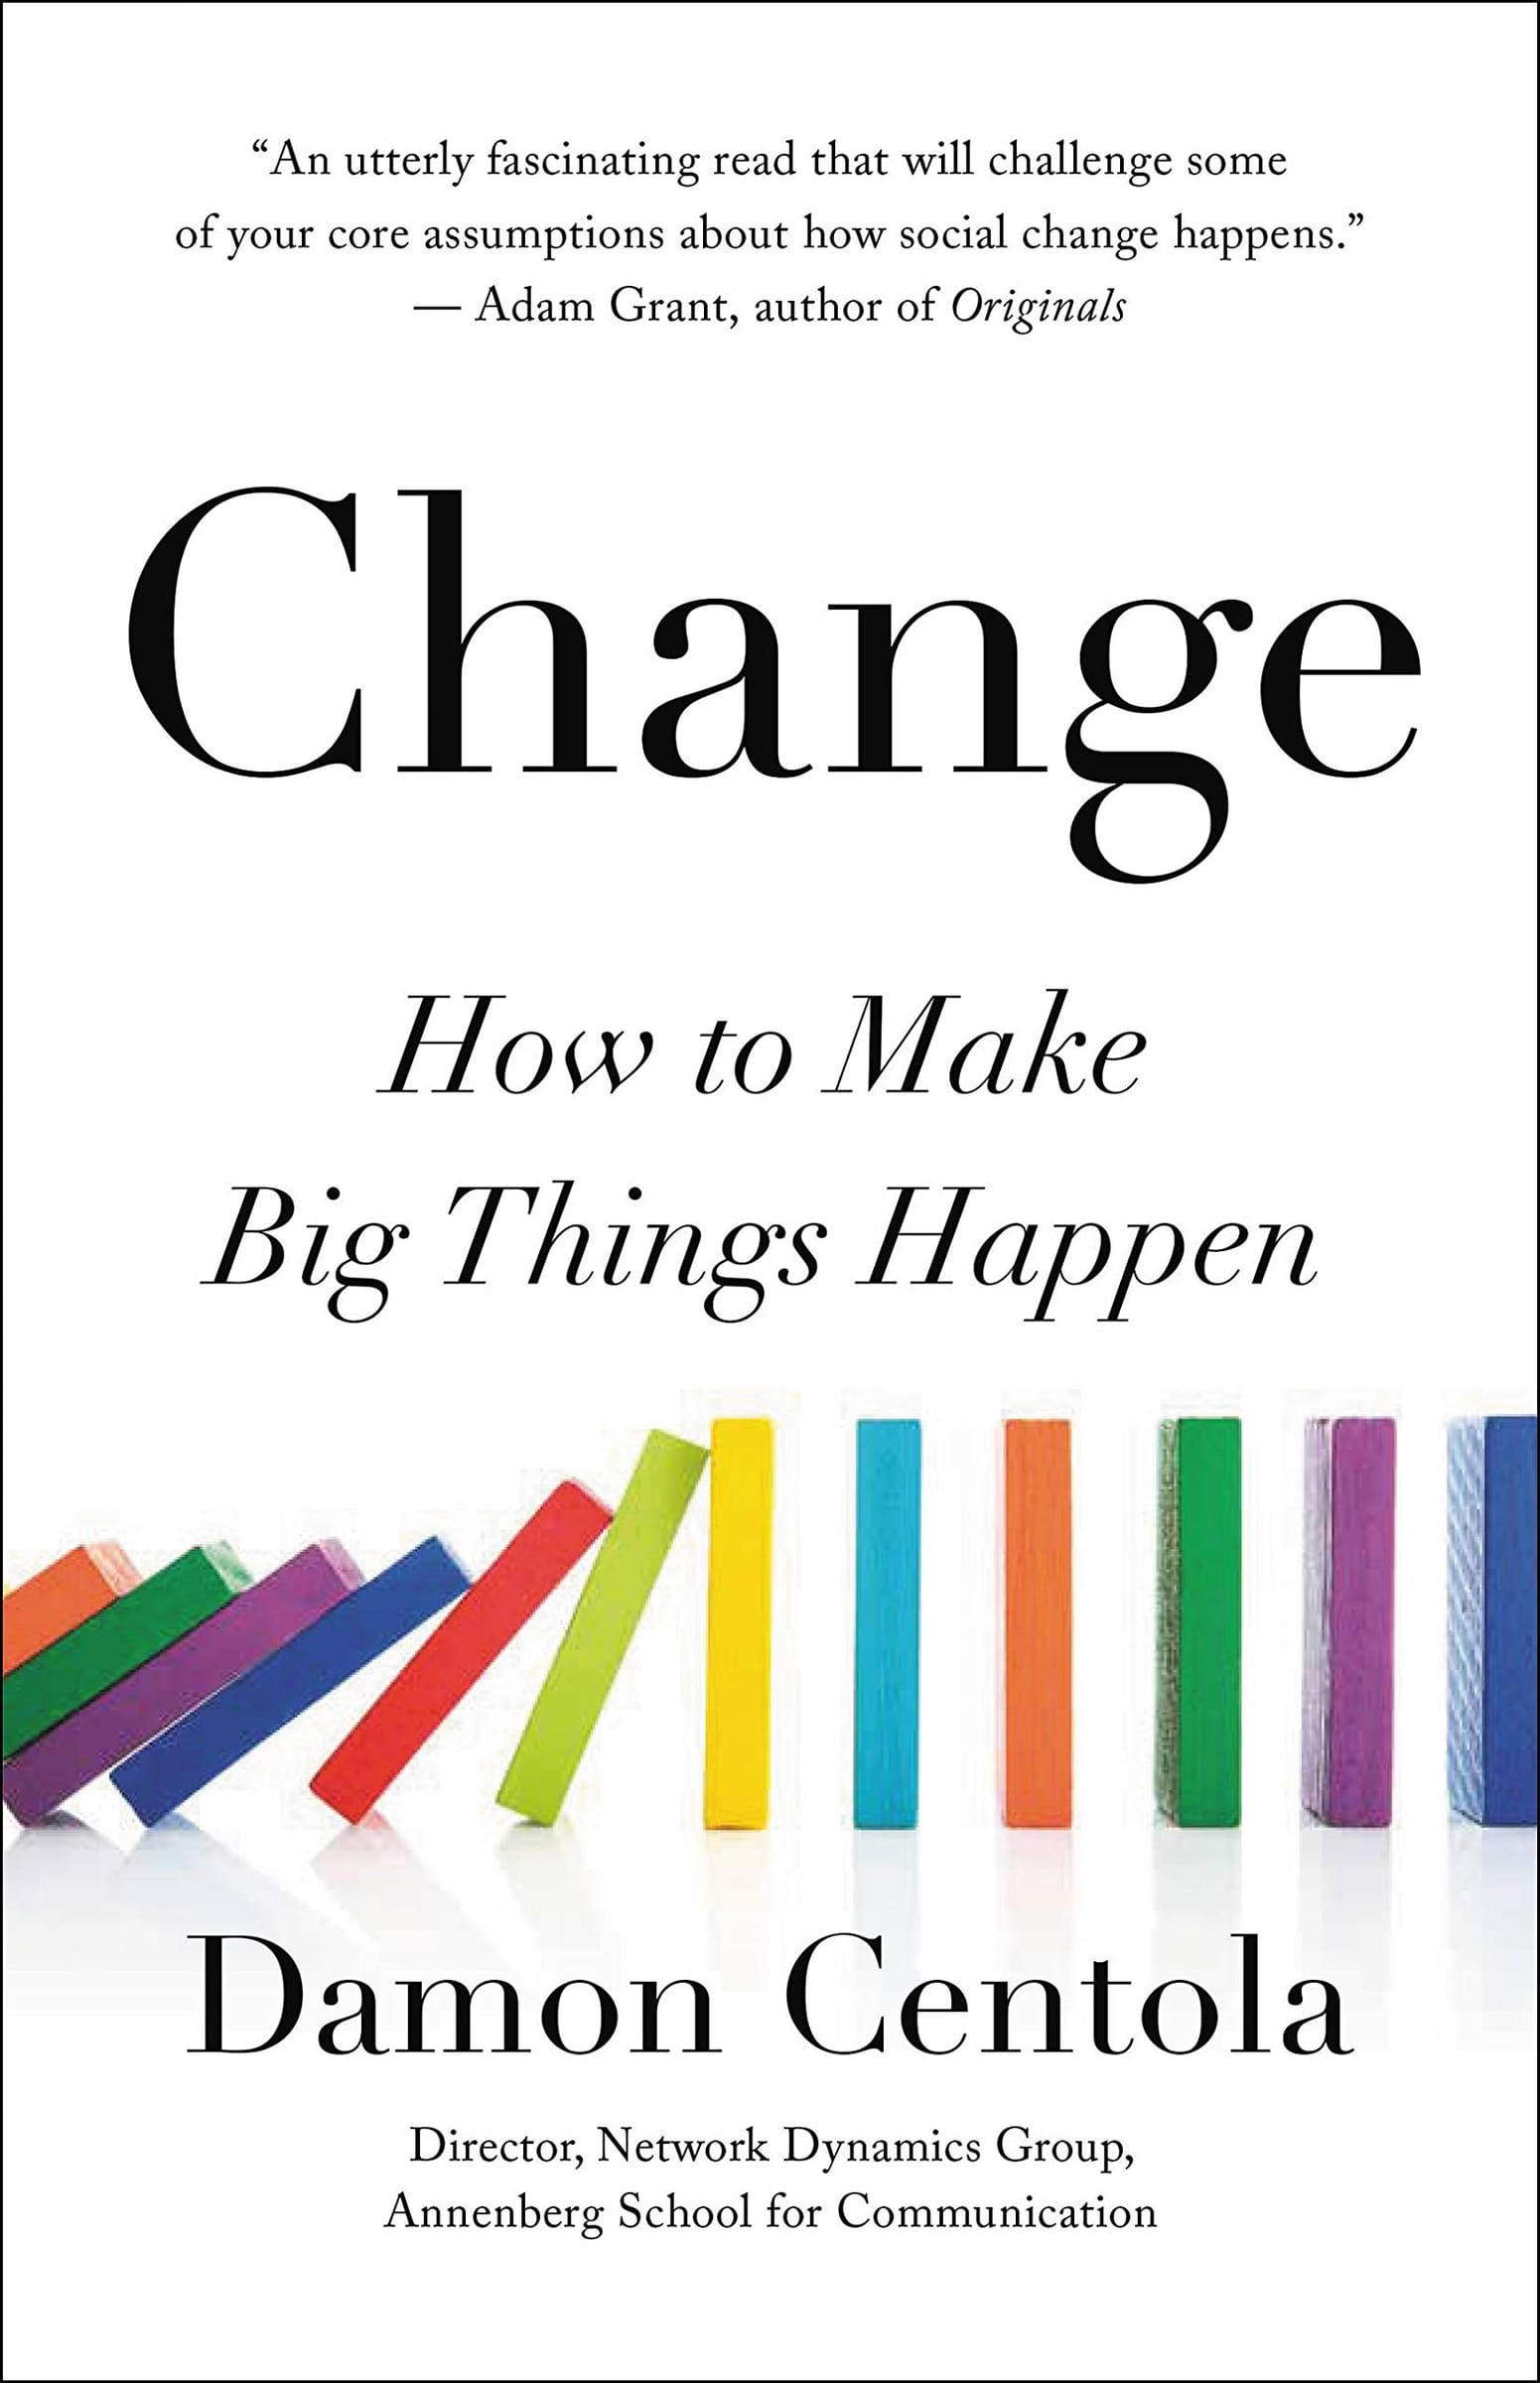 “An utterly fascinating read that will challenge some
of your core assumptions about how social change happens.”
— Adam Grant, author of Originals
Change
How to Make
Big Things Happen
Damon Centola
Director, Network Dynamics Group,
Annenberg School for Communication